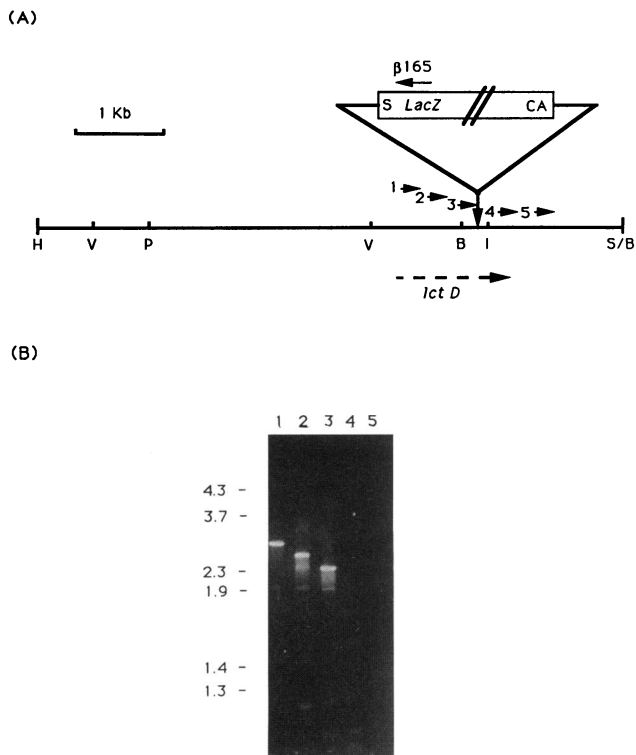 (A)
β165
S LacZ CA
1 Kb
1
2
3
4 5
H V P V B I S/B
lct D
(B)
1 2 3 4 5
4.3 -
3.7 -
2.3 -
1.9 -
1.4 -
1.3 -